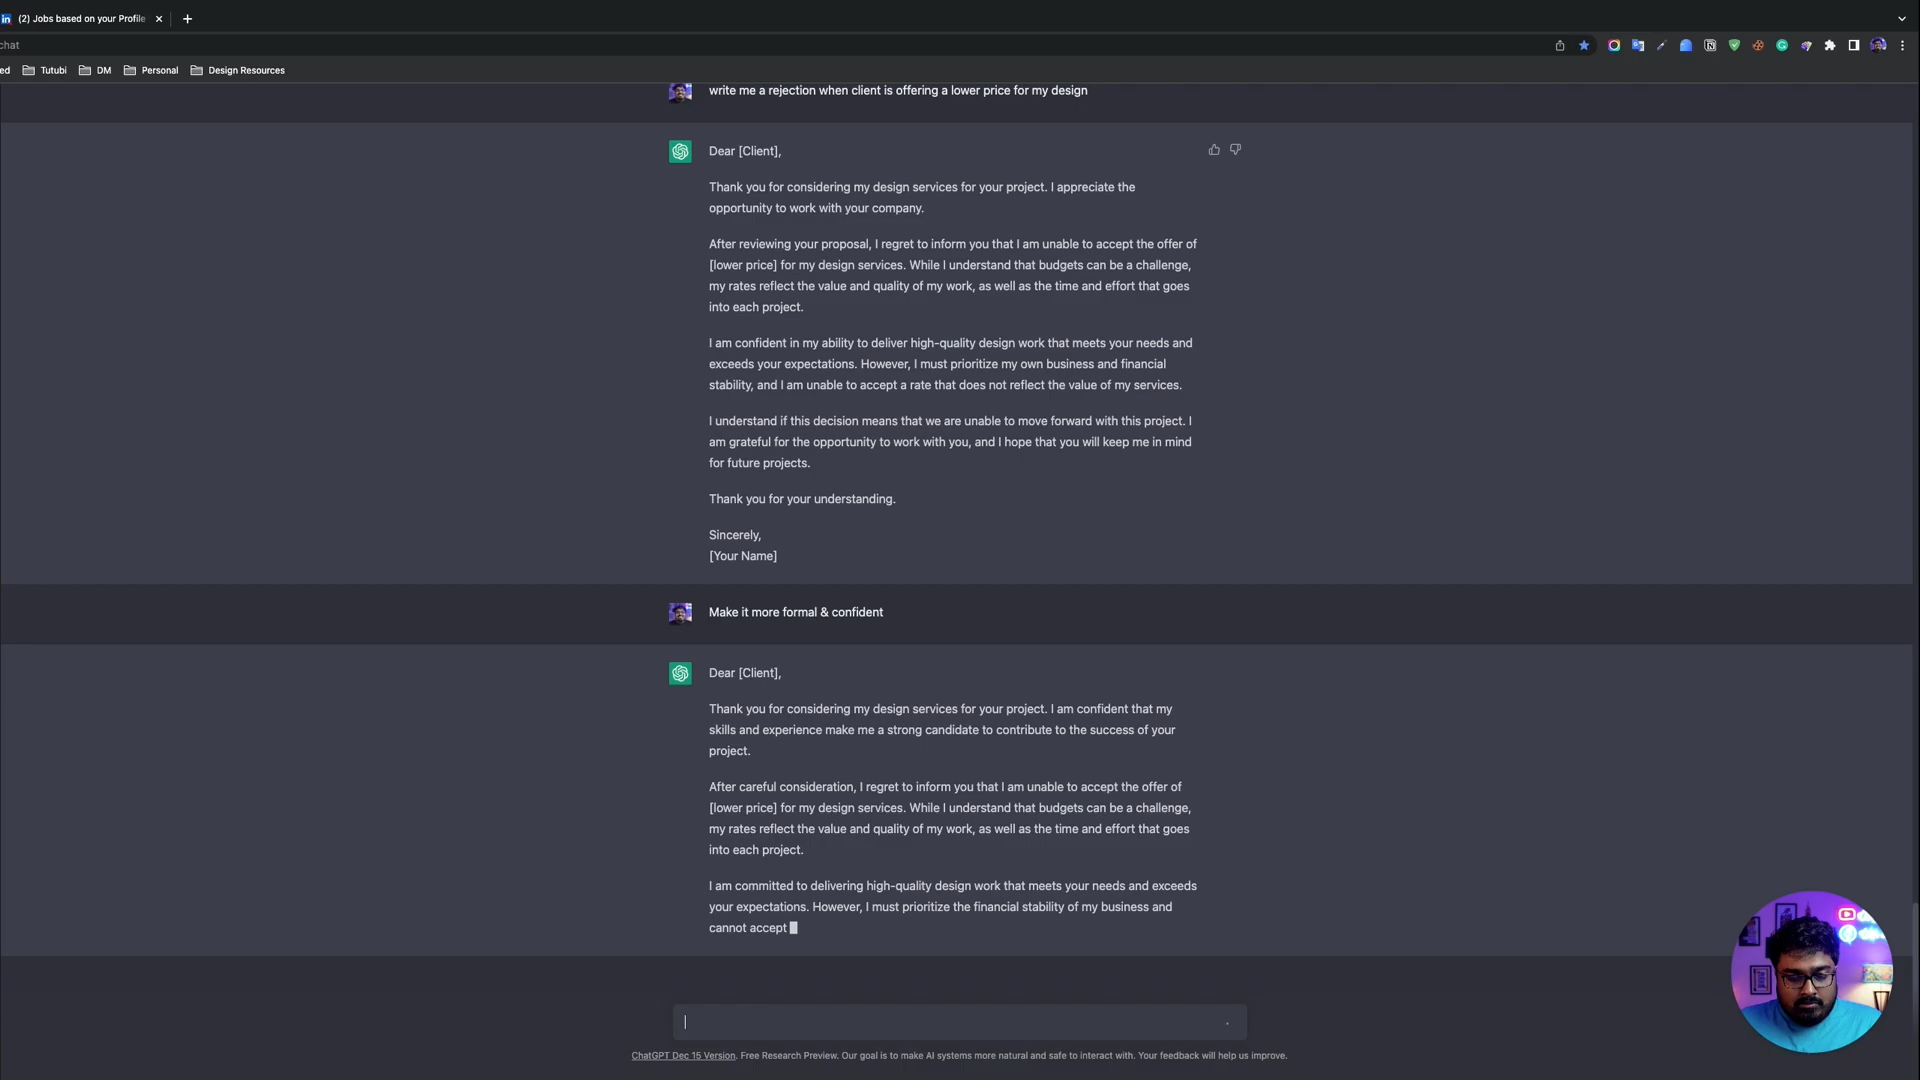 in (2) Jobs based on your Profile
chat
ed Tutubi DM Personal Design Resources
write me a rejection when client is offering a lower price for my design
Dear [Client],
Thank you for considering my design services for your project. I appreciate the
opportunity to work with your company.
After reviewing your proposal, I regret to inform you that I am unable to accept the offer of
[lower price] for my design services. While I understand that budgets can be a challenge,
my rates reflect the value and quality of my work, as well as the time and effort that goes
into each project.
I am confident in my ability to deliver high-quality design work that meets your needs and
exceeds your expectations. However, I must prioritize my own business and financial
stability, and I am unable to accept a rate that does not reflect the value of my services.
I understand if this decision means that we are unable to move forward with this project. I
am grateful for the opportunity to work with you, and I hope that you will keep me in mind
for future projects.
Thank you for your understanding.
Sincerely,
[Your Name]
Make it more formal & confident
Dear [Client],
Thank you for considering my design services for your project. I am confident that my
skills and experience make me a strong candidate to contribute to the success of your
project.
After careful consideration, I regret to inform you that I am unable to accept the offer of
[lower price] for my design services. While I understand that budgets can be a challenge,
my rates reflect the value and quality of my work, as well as the time and effort that goes
into each project.
I am committed to delivering high-quality design work that meets your needs and exceeds
your expectations. However, I must prioritize the financial stability of my business and
cannot accept
ChatGPT Dec 15 Version. Free Research Preview. Our goal is to make AI systems more natural and safe to interact with. Your feedback will help us improve.